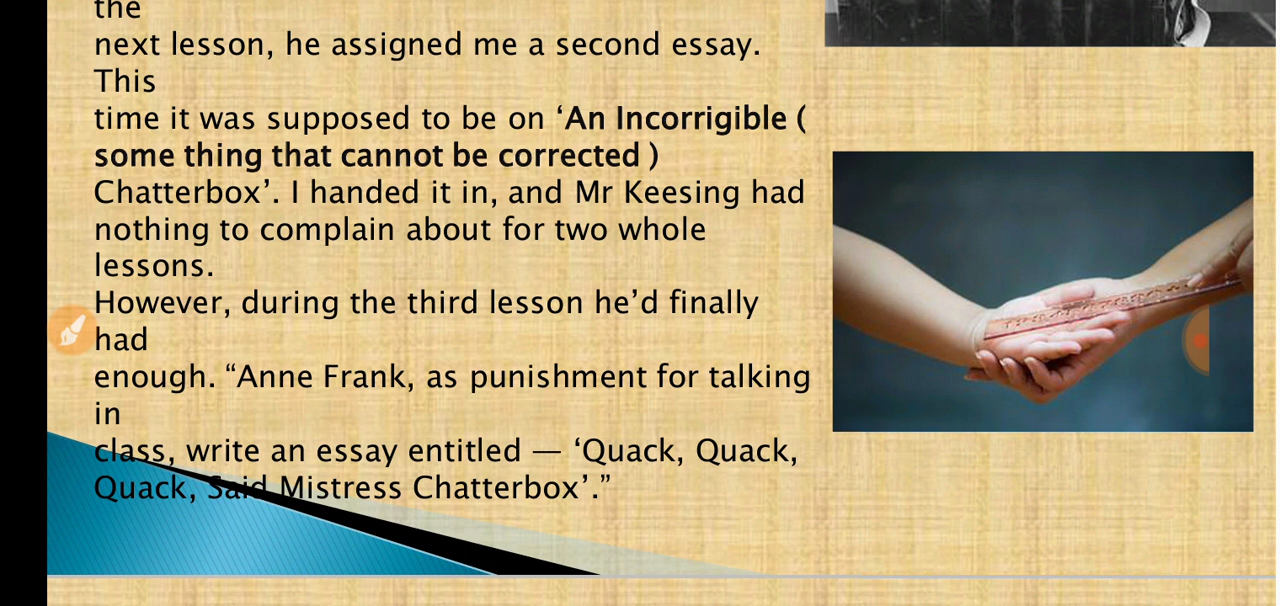 the
next lesson, he assigned me a second essay.
This
time it was supposed to be on ‘An Incorrigible (
some thing that cannot be corrected )
Chatterbox’. I handed it in, and Mr Keesing had
nothing to complain about for two whole
lessons.
However, during the third lesson he’d finally
had
enough. “Anne Frank, as punishment for talking
in
class, write an essay entitled — ‘Quack, Quack,
Quack, Said Mistress Chatterbox’.”